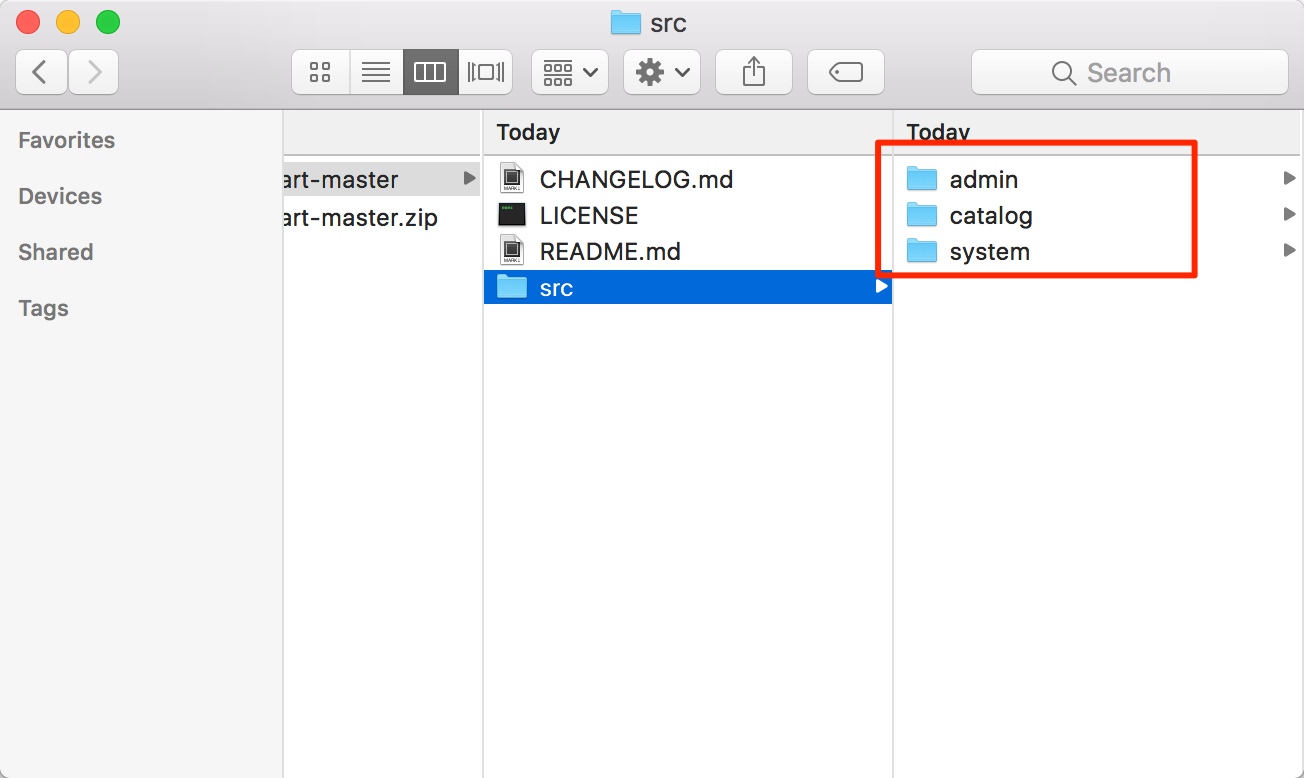 src
Search
Favorites
Devices
Shared
Tags
art-master
art-master.zip
Today
CHANGELOG.md
LICENSE
README.md
src
Today
admin
catalog
system